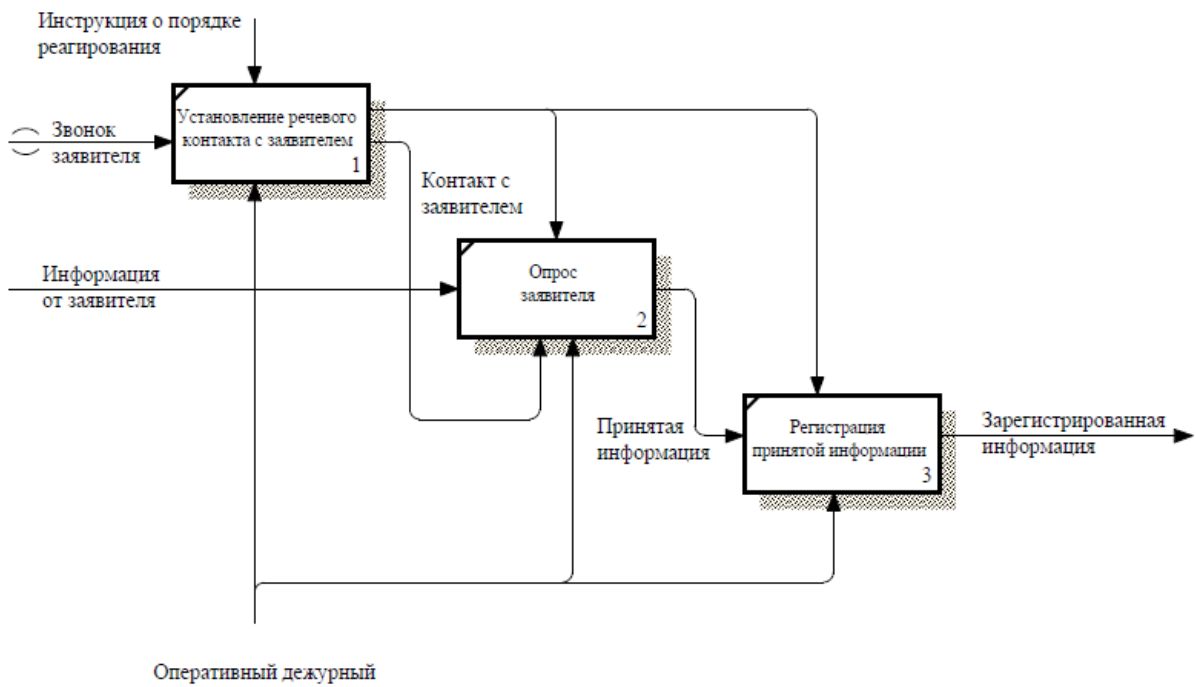 Инструкция о порядке
реагирования
Установление речевого
контакта с заявителем
1
Звонок
заявителя
Контакт с
заявителем
Информация
от заявителя
Опрос
заявителя
2
Принятая
информация
Регистрация
принятой информации
3
Зарегистрированная
информация
Оперативный дежурный